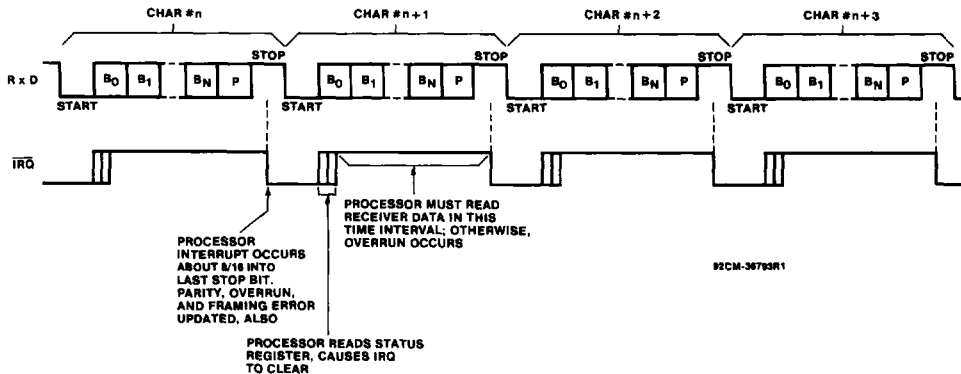 CHAR #n CHAR #n + 1 CHAR #n + 2 CHAR #n + 3
STOP STOP STOP STOP
R x D B0 B1 BN P B0 B1 BN P B0 B1 BN P B0 B1 BN P
START START START START
IRQ
PROCESSOR
INTERRUPT OCCURS
ABOUT 8/16 INTO
LAST STOP BIT.
PARITY, OVERRUN,
AND FRAMING ERROR
UPDATED, ALSO
PROCESSOR MUST READ
RECEIVER DATA IN THIS
TIME INTERVAL; OTHERWISE,
OVERRUN OCCURS
92CM-36793R1
PROCESSOR READS STATUS
REGISTER, CAUSES IRQ
TO CLEAR